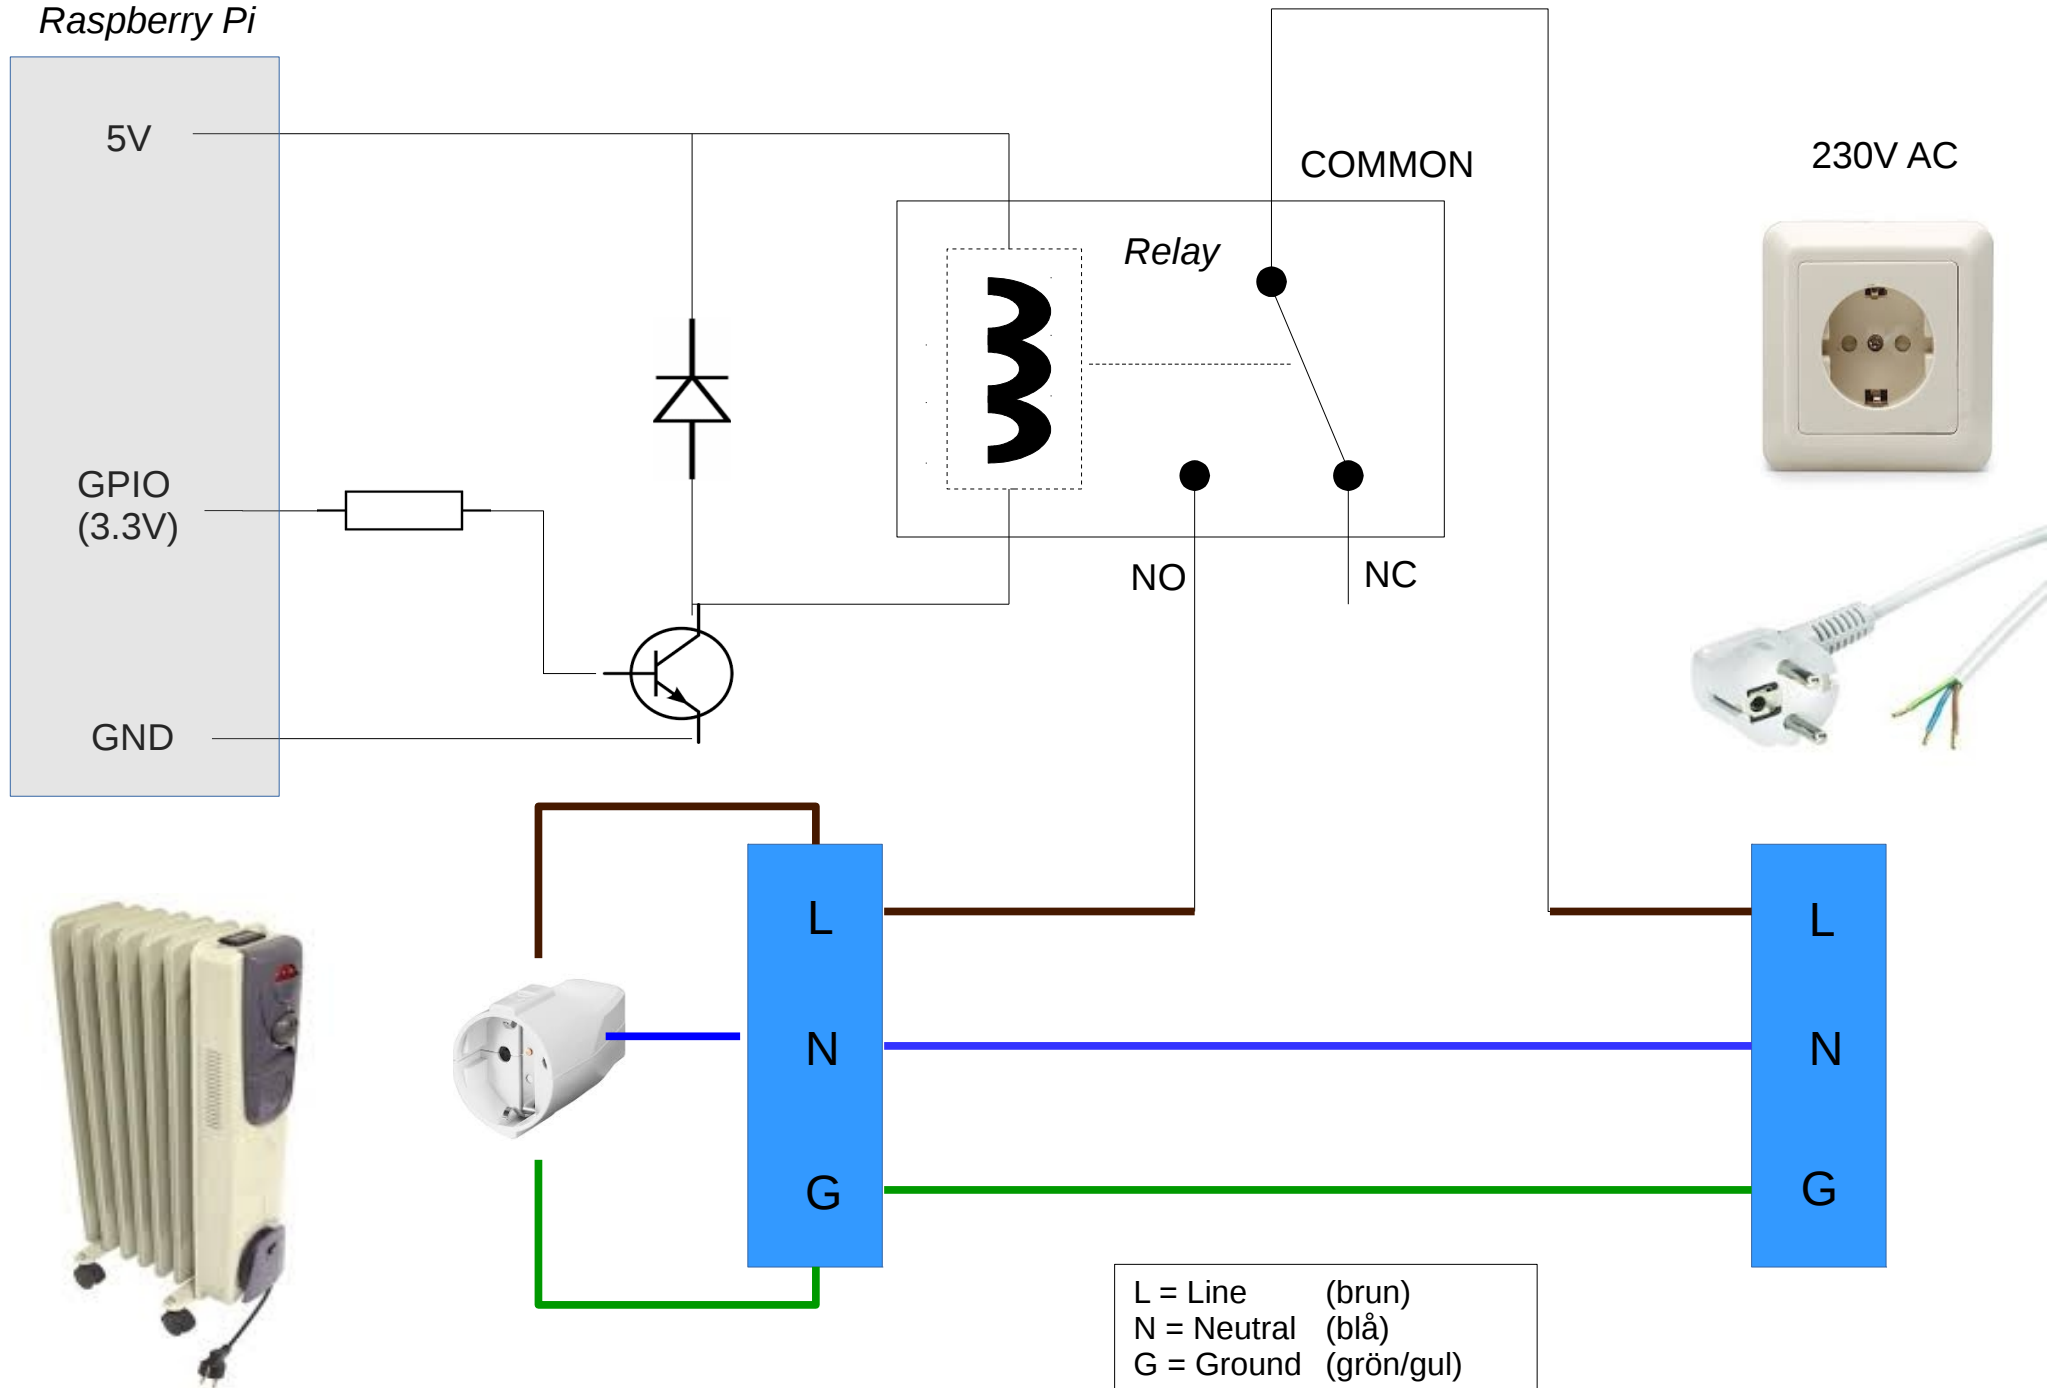 Raspberry Pi
5V
COMMON
230V AC
Relay
GPIO
(3.3V)
NO
NC
GND
L
L
N
N
G
G
L = Line (brun)
N = Neutral (blå)
G = Ground (grön/gul)